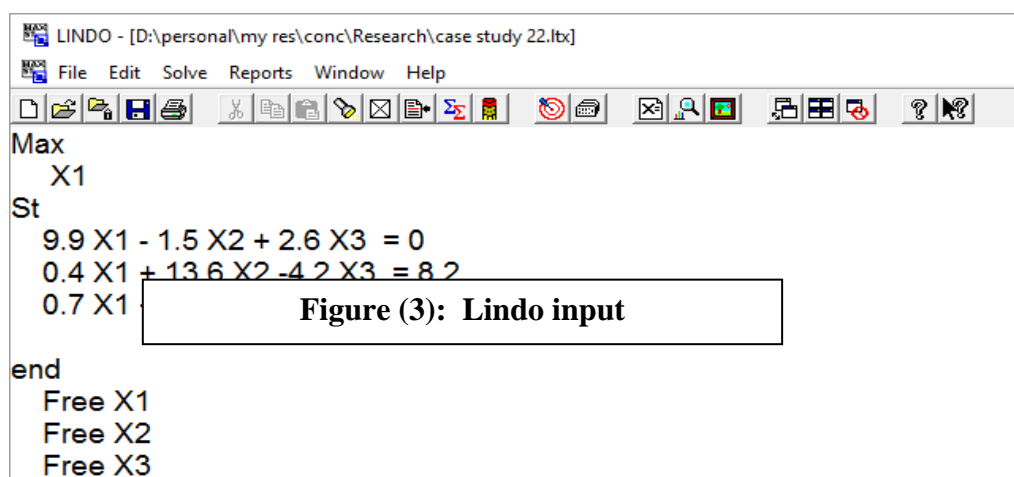 LINDO - [D:\personal\my res\conc\Research\case study 22.ltx]
File Edit Solve Reports Window Help
Max
X1
St
9.9 X1 - 1.5 X2 + 2.6 X3 = 0
0.4 X1 + 13.6 X2 -4.2 X3 = 8.2
0.7 X1
Figure (3): Lindo input
end
Free X1
Free X2
Free X3